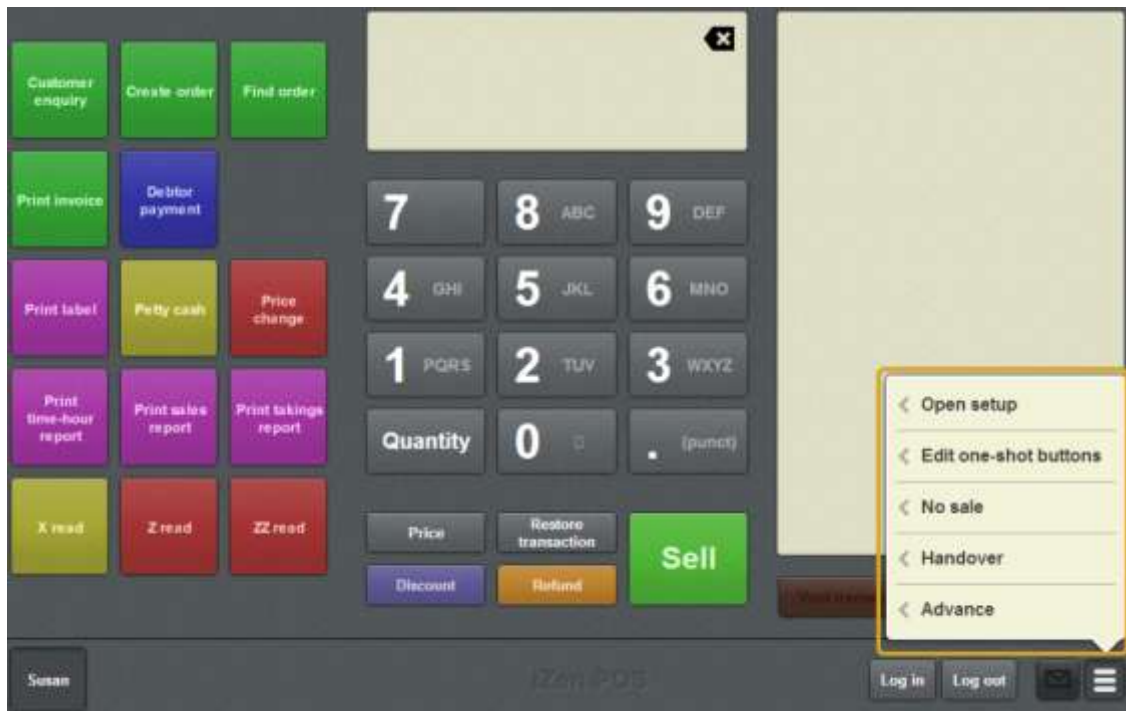 Customer
enquiry
Create order
Find order
Print invoice
Debtor
payment
Print label
Petty cash
Price
change
Print
time-hour
report
Print sales
report
Print takings
report
X read
Z read
ZZ read
7
8 ABC
9 DEF
4 GHI
5 JKL
6 MNO
1 PQRS
2 TUV
3 WXYZ
Quantity
0
. (punct)
Price
Restore
transaction
Sell
Discount
Refund
Open setup
Edit one-shot buttons
No sale
Handover
Advance
Susan
iZen POS
Log in
Log out